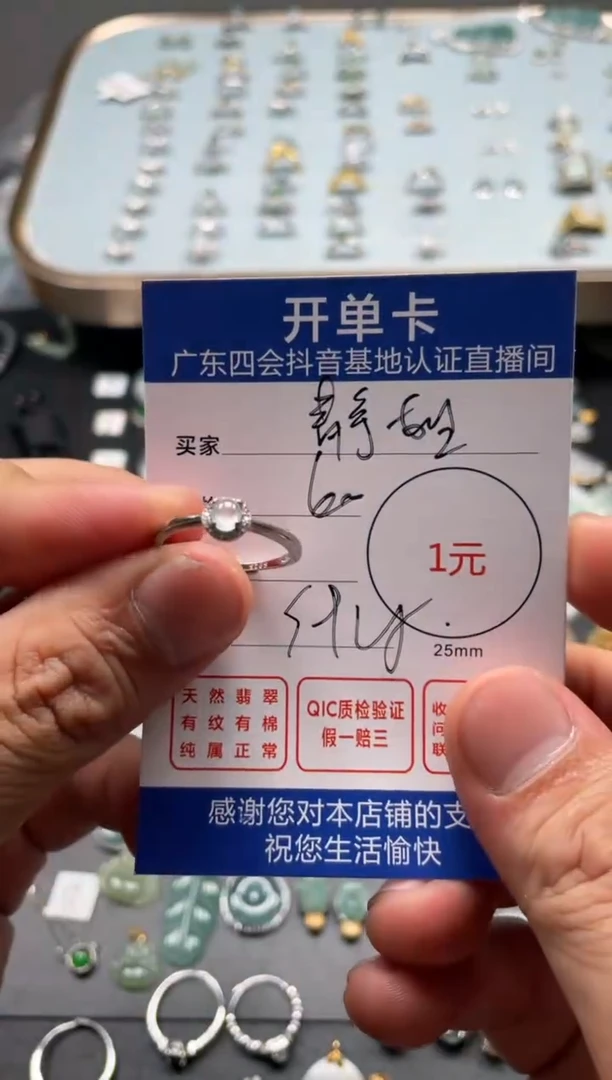 开单卡
广东四会抖音基地认证直播间
买家
1元
25mm
天然翡翠
有纹有棉
纯属正常
QIC质检验证
假一赔三
收
问
联
感谢您对本店铺的支
祝您生活愉快